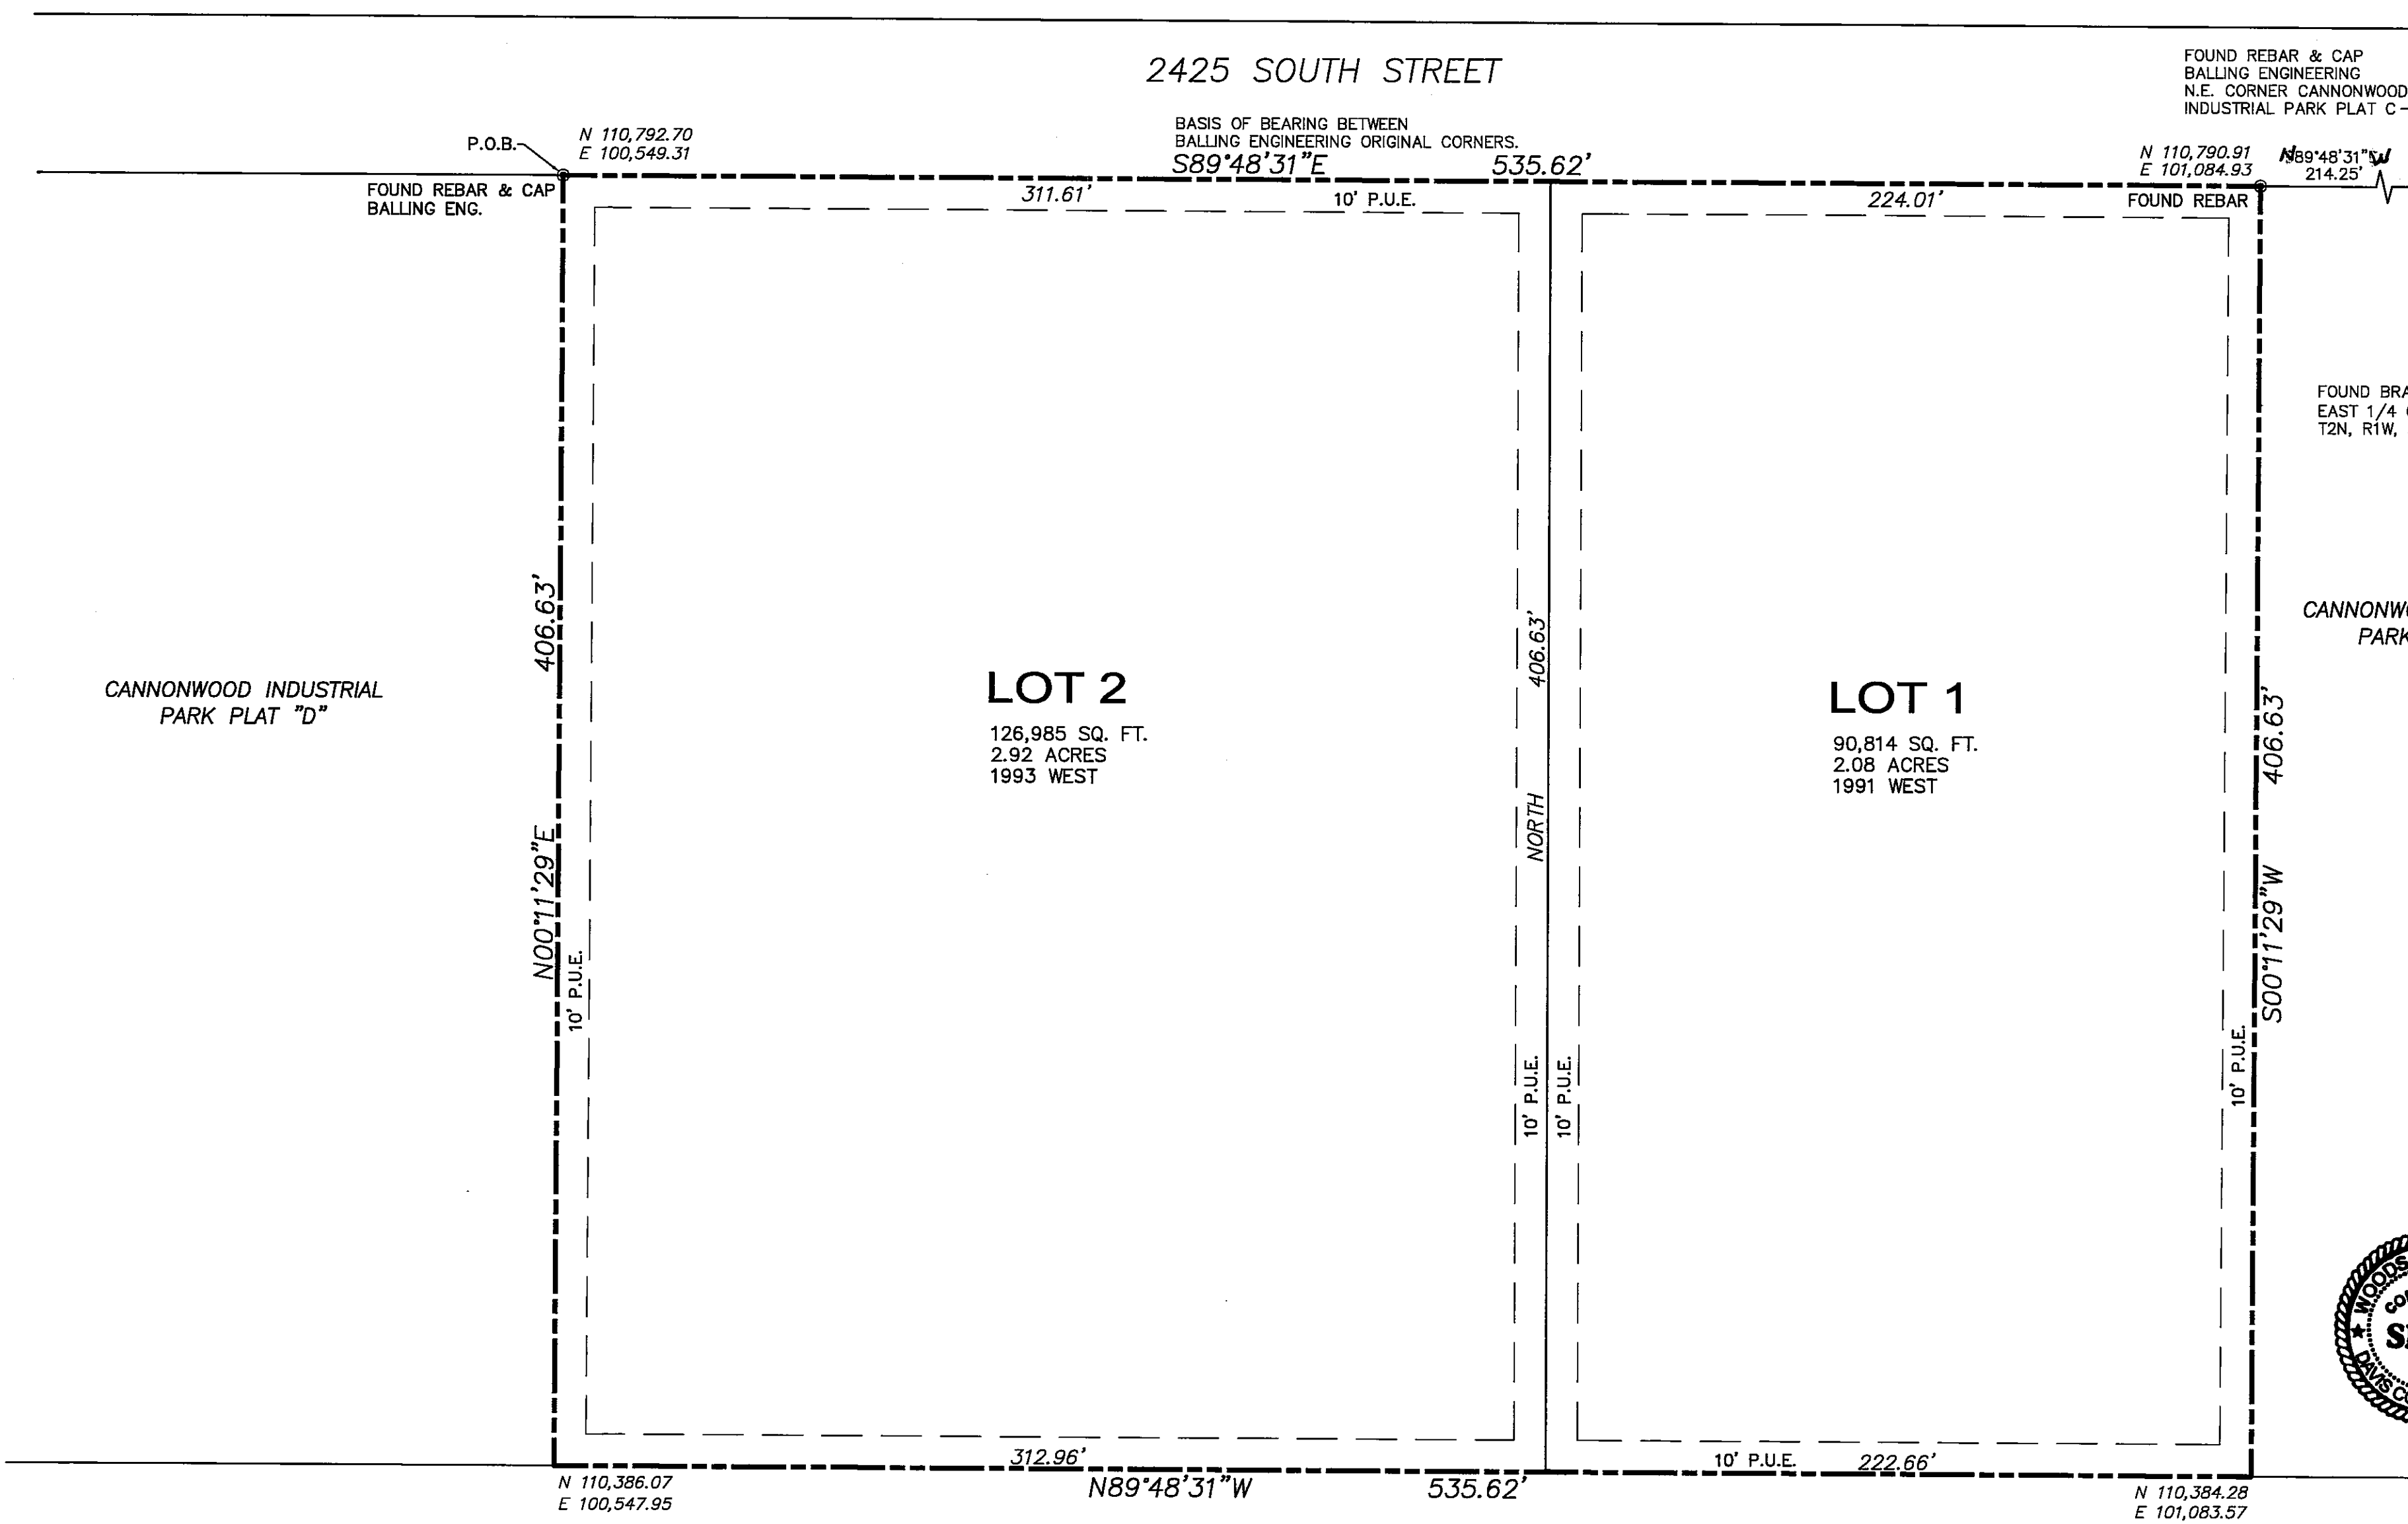 2425 SOUTH STREET
FOUND REBAR & CAP
BALLING ENGINEERING
N.E. CORNER CANNONWOOD
INDUSTRIAL PARK PLAT C-
BASIS OF BEARING BETWEEN
BALLING ENGINEERING ORIGINAL CORNERS.
P.O.B.
N 110,792.70
E 100,549.31
S89°48'31"E 535.62'
N 110,790.91
E 101,084.93
N89°48'31"W
214.25'
FOUND REBAR & CAP
BALLING ENG.
311.61'
10' P.U.E.
224.01'
FOUND REBAR
FOUND
EAST 1/4
T2N, R1W,
406.63'
N00°11'29"E
10' P.U.E.
CANNONWOOD INDUSTRIAL
PARK PLAT "D"
LOT 2
126,985 SQ. FT.
2.92 ACRES
1993 WEST
406.63'
NORTH
10' P.U.E.
10' P.U.E.
LOT 1
90,814 SQ. FT.
2.08 ACRES
1991 WEST
406.63'
S00°11'29"W
10' P.U.E.
PARK
312.96'
N89°48'31"W 535.62'
10' P.U.E.
222.66'
N 110,386.07
E 100,547.95
N 110,384.28
E 101,083.57
WOODS
DAVIS